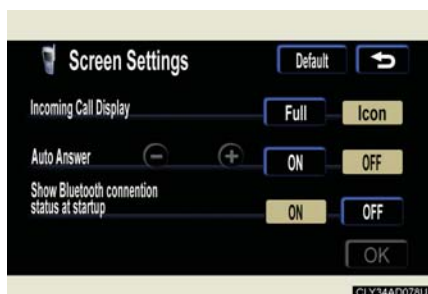 Screen Settings Default
Incoming Call Display Full Icon
Auto Answer - + ON OFF
Show Bluetooth connention
status at startup ON OFF
OK
CLY34AD078U